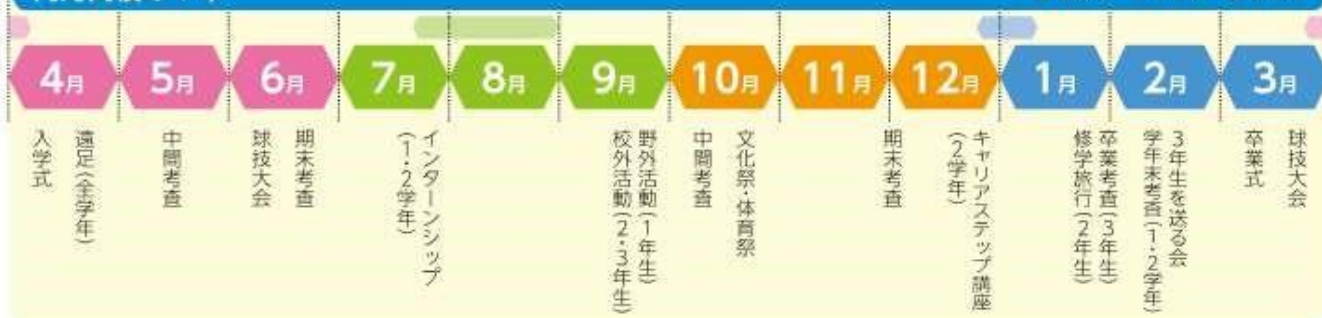 4月
5月
6月
7月
8月
9月
10月
11月
12月
1月
2月
3月
入学式
遠足(全学年)
中間考査
球技大会
期末考査
インターンシップ
(1・2学年)
野外活動(1年生)
校外活動(2・3年生)
中間考査
文化祭・体育祭
期末考査
キャリアステップ講座
(2学年)
卒業考査(3年生)
修学旅行(2年生)
3年生を送る会
学年末考査(1・2学年)
卒業式
球技大会